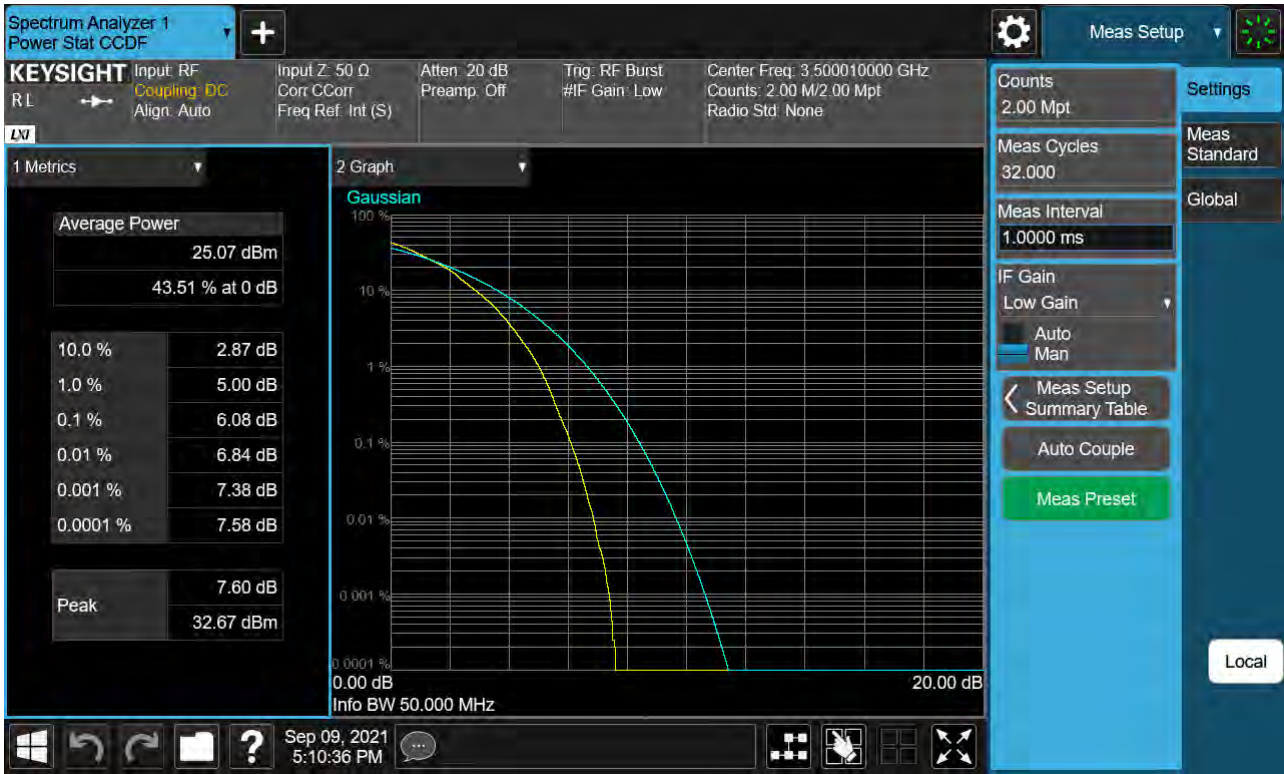 Spectrum Analyzer 1
Power Stat CCDF
+
Meas Setup
KEYSIGHT
RL
LXI
Input: RF
Coupling: DC
Align: Auto
Input Z: 50 Ω
Corr CCorr
Freq Ref: Int (S)
Atten: 20 dB
Preamp: Off
Trig: RF Burst
#IF Gain: Low
Center Freq: 3.500010000 GHz
Counts: 2.00 M/2.00 Mpt
Radio Std: None
1 Metrics
Average Power
25.07 dBm
43.51 % at 0 dB
10.0 % 2.87 dB
1.0 % 5.00 dB
0.1 % 6.08 dB
0.01 % 6.84 dB
0.001 % 7.38 dB
0.0001 % 7.58 dB
Peak
7.60 dB
32.67 dBm
2 Graph
Gaussian
100 %
10 %
1 %
0.1 %
0.01 %
0.001 %
0.0001 %
0.00 dB 20.00 dB
Info BW 50.000 MHz
Counts
2.00 Mpt
Meas Cycles
32.000
Meas Interval
1.0000 ms
IF Gain
Low Gain
Auto
Man
Meas Setup
Summary Table
Auto Couple
Meas Preset
Settings
Meas
Standard
Global
Local
?
Sep 09, 2021
5:10:36 PM